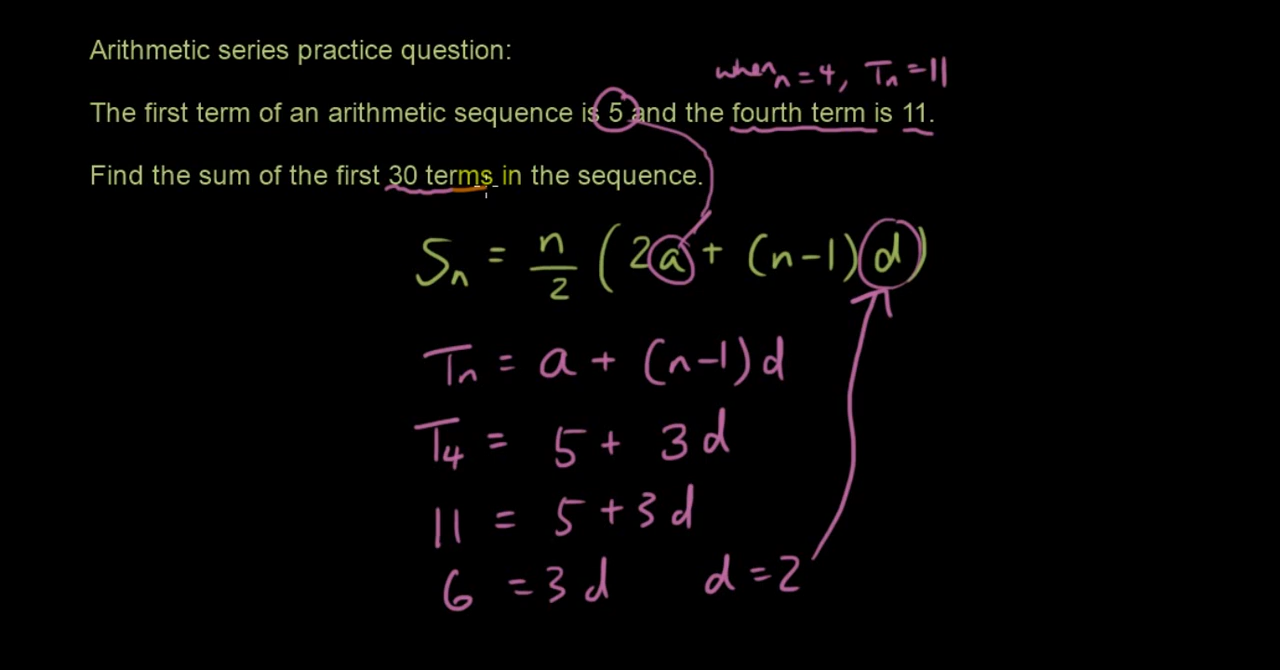 Arithmetic series practice question:
when n = 4, Tn = 11
The first term of an arithmetic sequence is 5 and the fourth term is 11.
Find the sum of the first 30 terms in the sequence.
Sn = n/2 (2a + (n-1)d)
Tn = a + (n-1)d
T4 = 5 + 3d
11 = 5 + 3d
6 = 3d d = 2